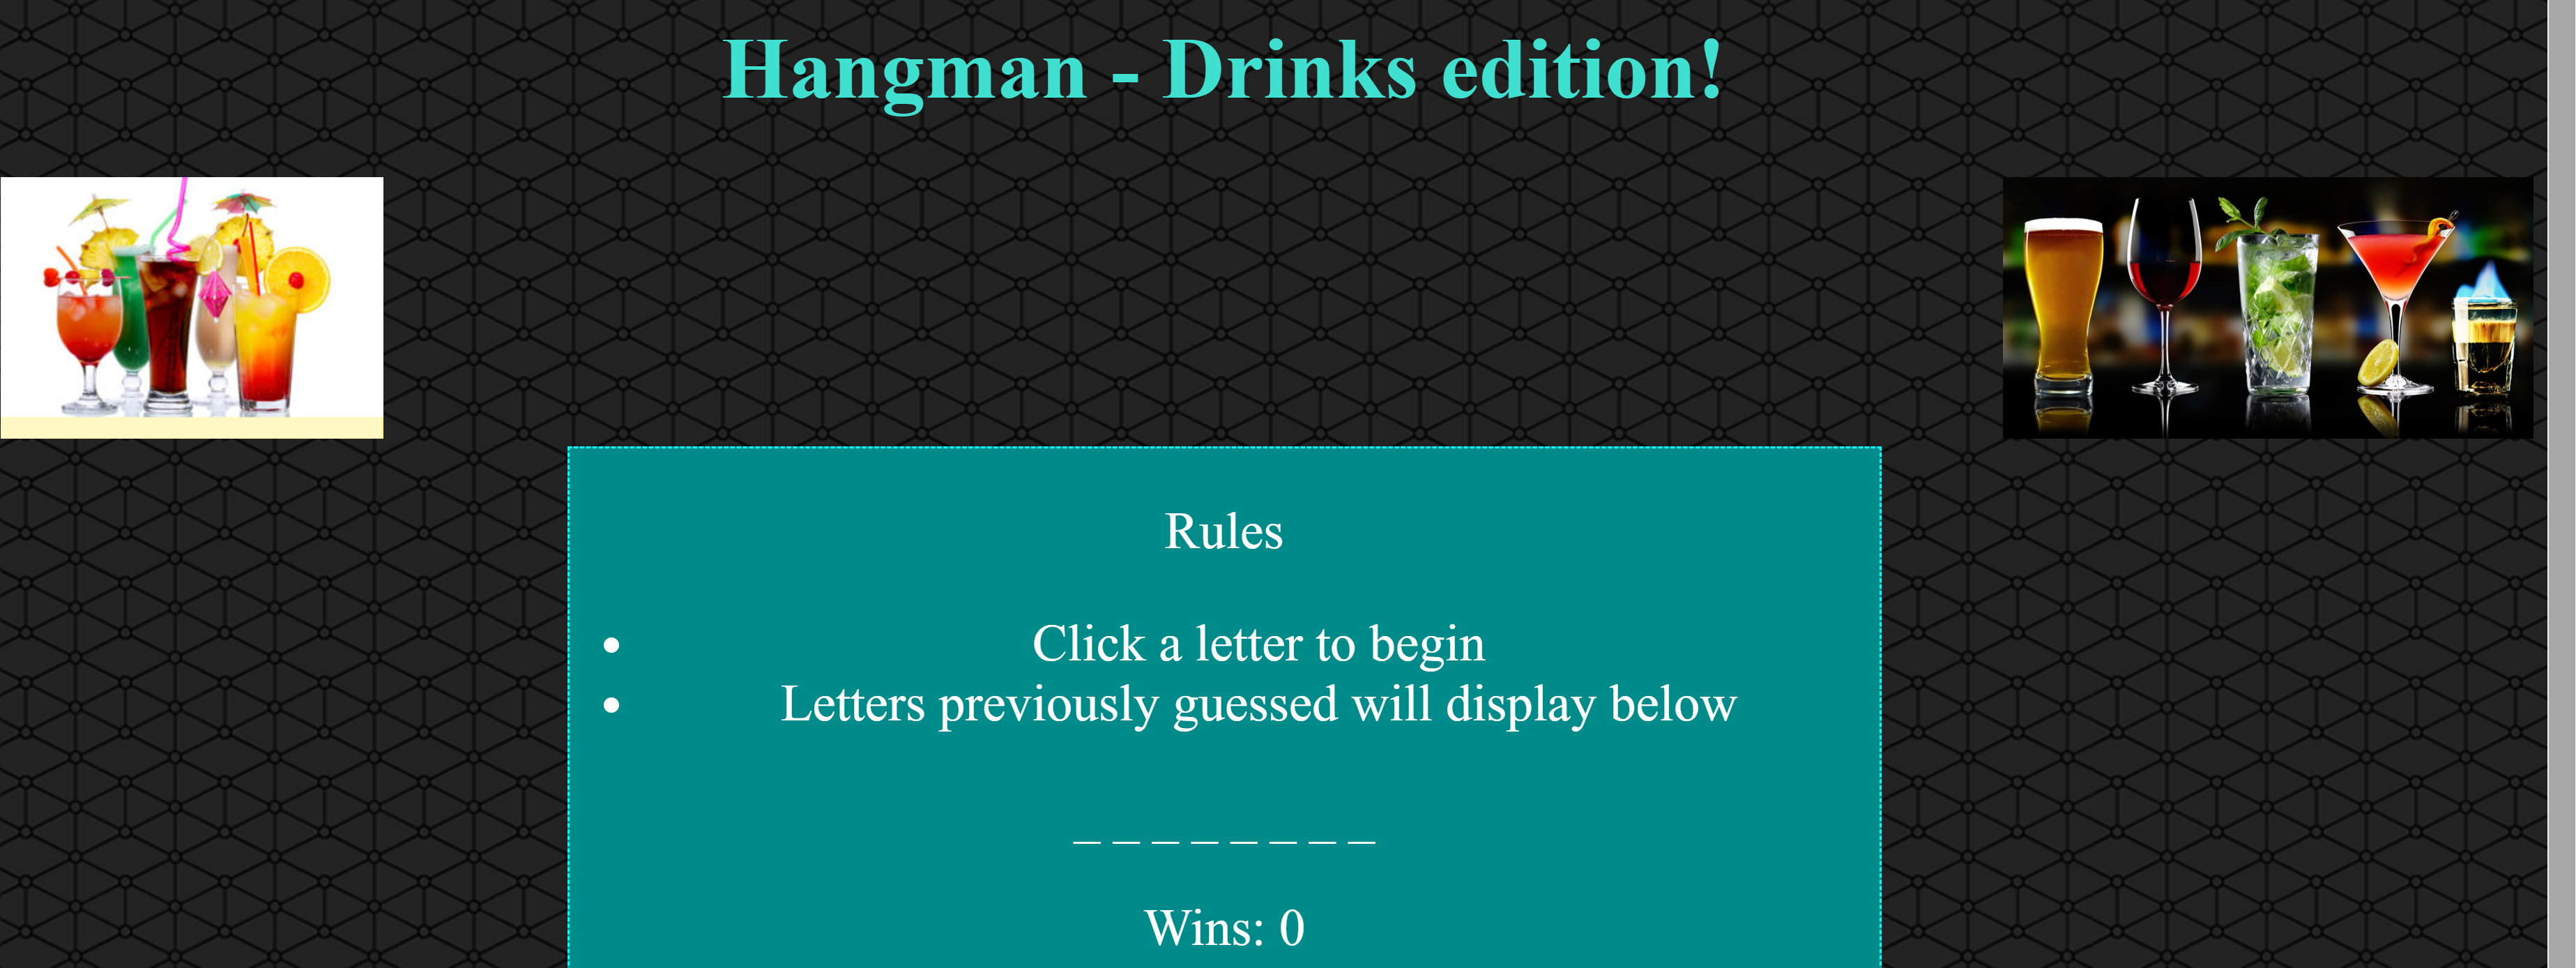 Hangman - Drinks edition!
Rules
• Click a letter to begin
• Letters previously guessed will display below
_ _ _ _ _ _ _ _
Wins: 0